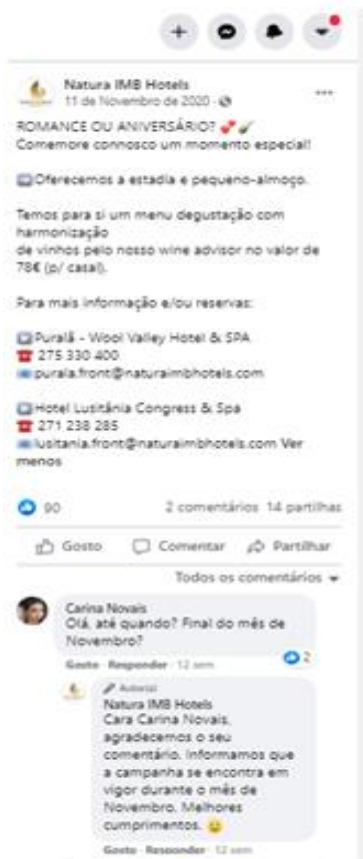 Natura IMB Hotels
11 de Novembro de 2020 ·
ROMANCE OU ANIVERSÁRIO? 💕🎸
Comemore connosco um momento especial!
▶️Oferecemos a estadia e pequeno-almoço.
Temos para si um menu degustação com
harmonização
de vinhos pelo nosso wine advisor no valor de
78€ (p/ casal).
Para mais informação e/ou reservas:
▶️Puralã - Wool Valley Hotel & SPA
☎️ 275 330 400
📧purala.front@naturaimbhotels.com
▶️Hotel Lusitânia Congress & Spa
☎️ 271 238 285
📧lusitania.front@naturaimbhotels.com Ver
menos
90 2 comentários 14 partilhas
Gosto Comentar Partilhar
Todos os comentários
Carina Novais
Olá, até quando? Final do mês de
Novembro?
2
Gosto · Responder · 12 sem
Autor(a)
Natura IMB Hotels
Cara Carina Novais,
agradecemos o seu
comentário. Informamos que
a campanha se encontra em
vigor durante o mês de
Novembro. Melhores
cumprimentos. 😉
Gosto · Responder · 12 sem